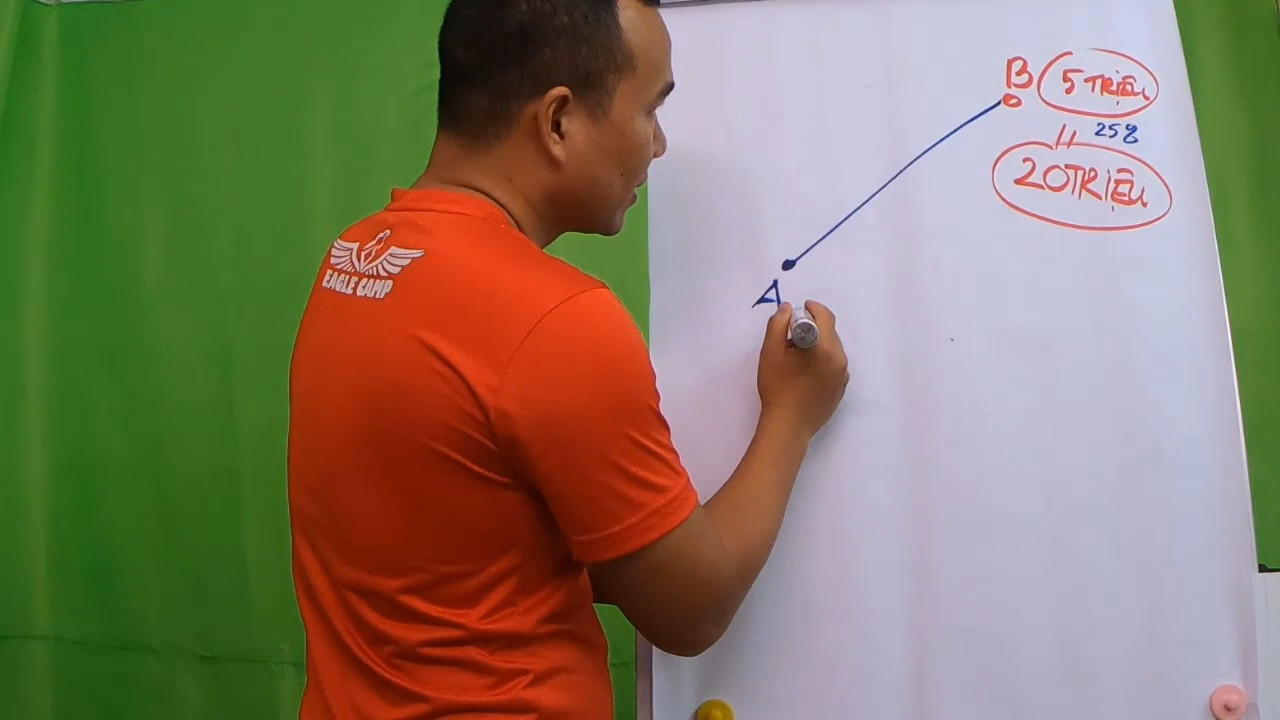 B 5 TRIỆU
25%
20TRIỆU
A
EAGLE CAMP